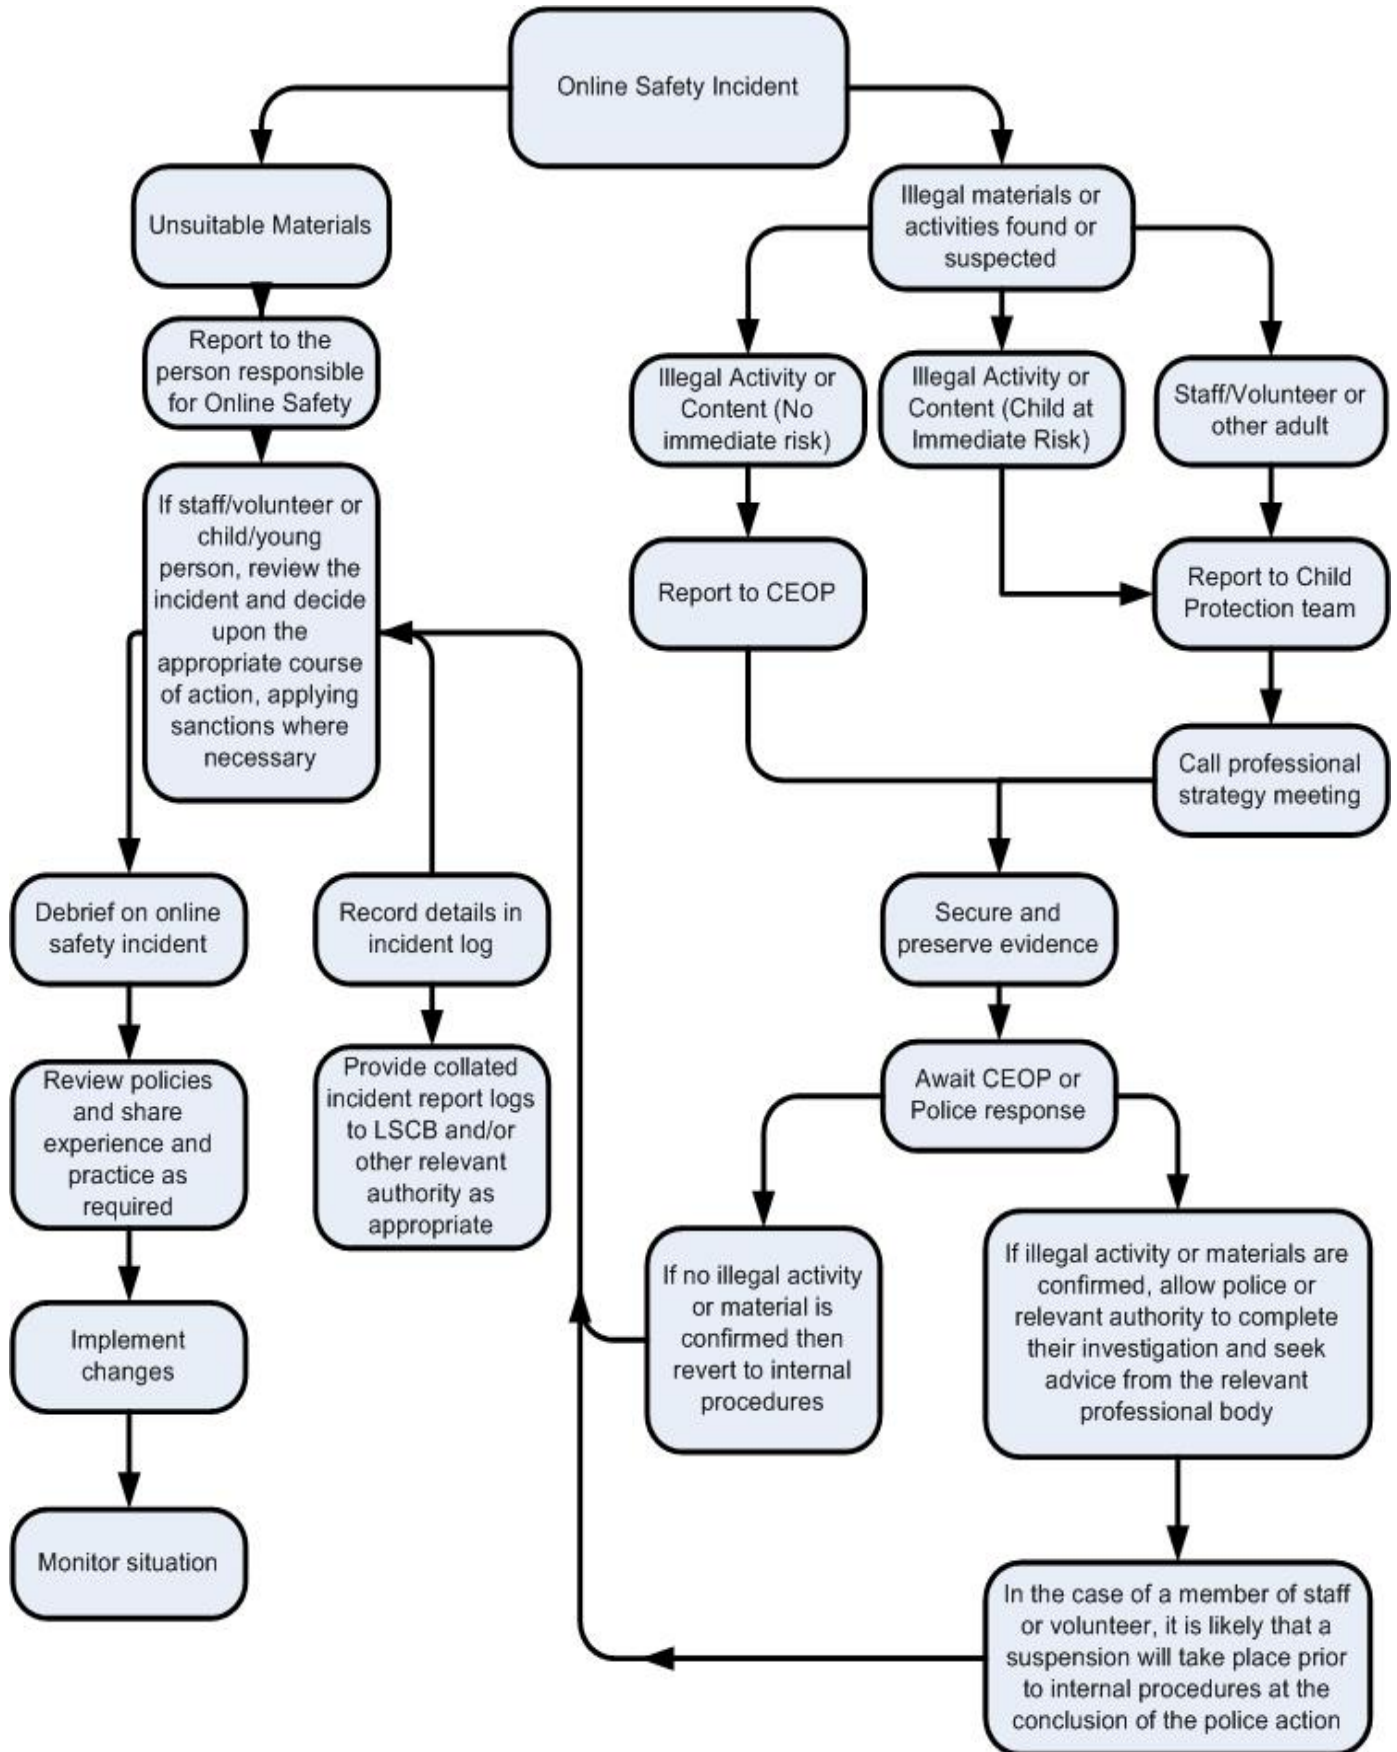 Online Safety Incident
Unsuitable Materials
Report to the
person responsible
for Online Safety
If staff/volunteer or
child/young
person, review the
incident and decide
upon the
appropriate course
of action, applying
sanctions where
necessary
Debrief on online
safety incident
Review policies
and share
experience and
practice as
required
Implement
changes
Monitor situation
Record details in
incident log
Provide collated
incident report logs
to LSCB and/or
other relevant
authority as
appropriate
Illegal materials or
activities found or
suspected
Illegal Activity or
Content (No
immediate risk)
Illegal Activity or
Content (Child at
Immediate Risk)
Staff/Volunteer or
other adult
Report to CEOP
Report to Child
Protection team
Call professional
strategy meeting
Secure and
preserve evidence
Await CEOP or
Police response
If no illegal activity
or material is
confirmed then
revert to internal
procedures
If illegal activity or materials are
confirmed, allow police or
relevant authority to complete
their investigation and seek
advice from the relevant
professional body
In the case of a member of staff
or volunteer, it is likely that a
suspension will take place prior
to internal procedures at the
conclusion of the police action